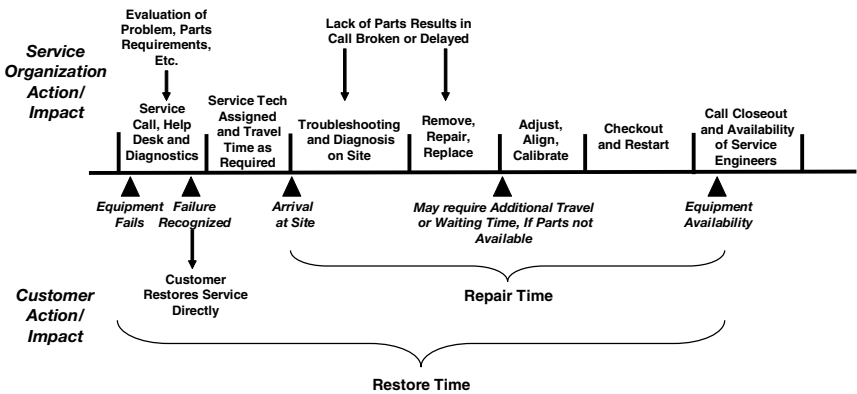 Evaluation of
Problem, Parts
Requirements,
Etc.
Lack of Parts Results in
Call Broken or Delayed
Service
Organization
Action/
Impact
Service
Call, Help
Desk and
Diagnostics
Service Tech
Assigned
and Travel
Time as
Required
Troubleshooting
and Diagnosis
on Site
Remove,
Repair,
Replace
Adjust,
Align,
Calibrate
Checkout
and Restart
Call Closeout
and Availability
of Service
Engineers
Equipment
Fails
Failure
Recognized
Arrival
at Site
May require Additional Travel
or Waiting Time, If Parts not
Available
Equipment
Availability
Customer
Restores Service
Directly
Customer
Action/
Impact
Repair Time
Restore Time